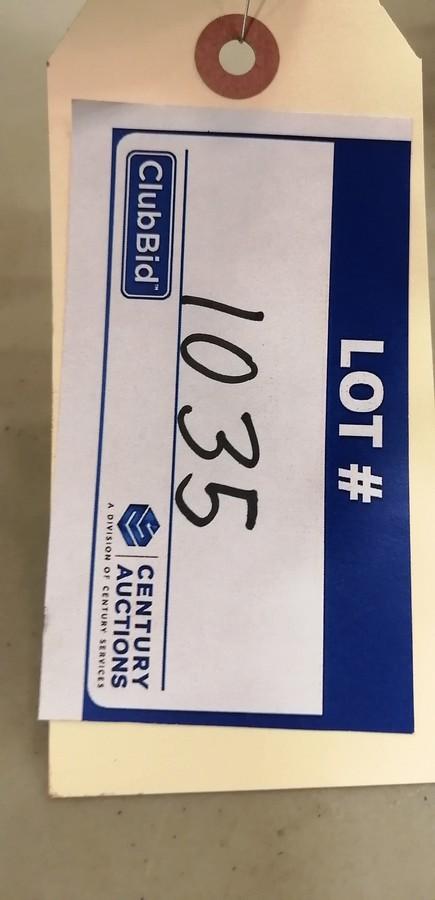 LOT #
1035
ClubBid™
CENTURY
AUCTIONS
A DIVISION OF CENTURY SERVICES